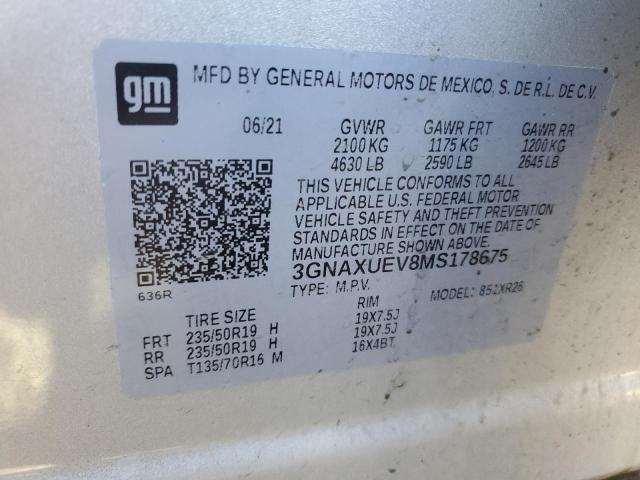 gm
MFD BY GENERAL MOTORS DE MEXICO, S. DE R.L. DE C.V.
06/21 GVWR GAWR FRT GAWR RR
2100 KG 1175 KG 1200 KG
4630 LB 2590 LB 2645 LB
THIS VEHICLE CONFORMS TO ALL
APPLICABLE U.S. FEDERAL MOTOR
VEHICLE SAFETY AND THEFT PREVENTION
STANDARDS IN EFFECT ON THE DATE OF
MANUFACTURE SHOWN ABOVE.
3GNAXUEV8MS178675
636R
TYPE: M.P.V. MODEL:
TIRE SIZE RIM
FRT 235/50R19 H 19X7.5J
RR 235/50R19 H 19X7.5J
SPA T135/70R16 M 16X4BT